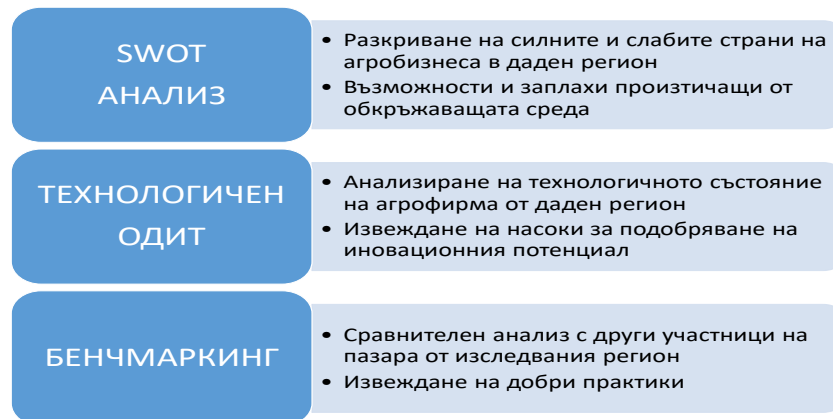 SWOT
АНАЛИЗ
• Разкриване на силните и слабите страни на
агробизнеса в даден регион
• Възможности и заплахи произтичащи от
обкръжаващата среда
ТЕХНОЛОГИЧЕН
ОДИТ
• Анализиране на технологичното състояние
на агрофирма от даден регион
• Извеждане на насоки за подобряване на
иновационния потенциал
БЕНЧМАРКИНГ
• Сравнителен анализ с други участници на
пазара от изследвания регион
• Извеждане на добри практики